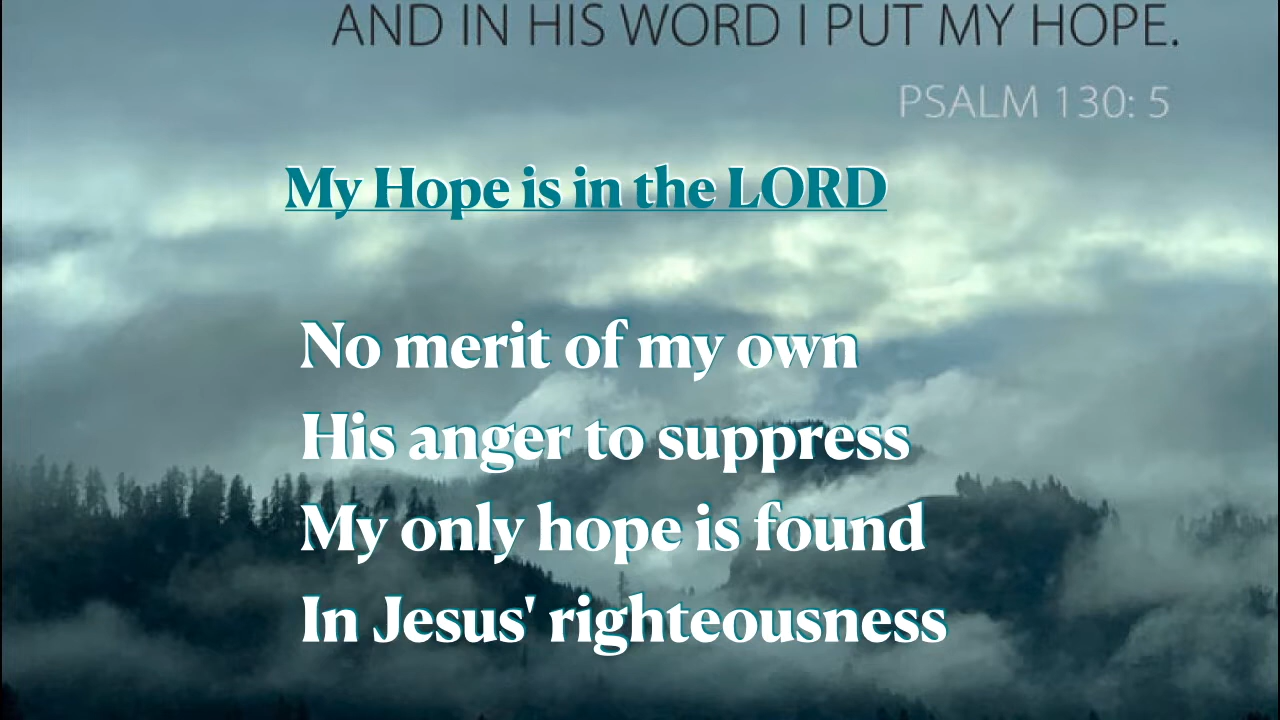 AND IN HIS WORD I PUT MY HOPE.
PSALM 130: 5
My Hope is in the LORD
No merit of my own
His anger to suppress
My only hope is found
In Jesus' righteousness